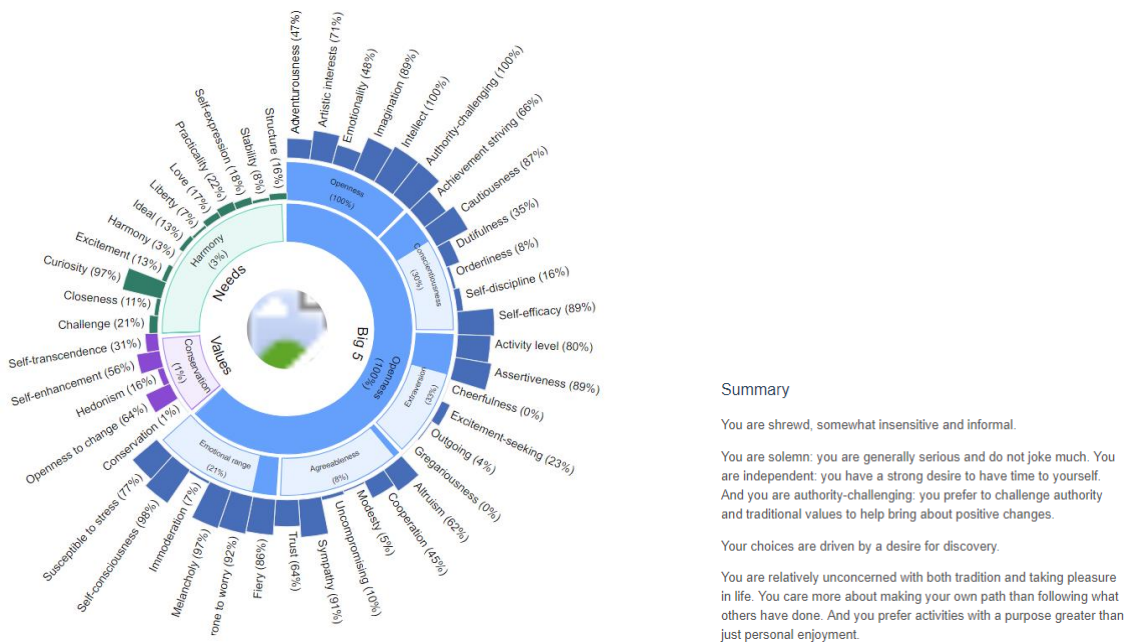 Adventurousness (47%)
Artistic interests (71%)
Emotionality (48%)
Imagination (89%)
Intellect (100%)
Authority-challenging (100%)
Achievement striving (66%)
Cautiousness (87%)
Dutifulness (35%)
Orderliness (8%)
Self-discipline (16%)
Self-efficacy (89%)
Activity level (80%)
Assertiveness (89%)
Cheerfulness (0%)
Excitement-seeking (23%)
Outgoing (4%)
Gregariousness (0%)
Altruism (62%)
Cooperation (45%)
Modesty (5%)
Uncompromising (10%)
Sympathy (91%)
Trust (64%)
Fiery (86%)
rone to worry (92%)
Melancholy (97%)
Immoderation (7%)
Self-consciousness (98%)
Susceptible to stress (77%)
Conservation (1%)
Openness to change (64%)
Hedonism (16%)
Self-enhancement (56%)
Self-transcendence (31%)
Challenge (21%)
Closeness (11%)
Curiosity (97%)
Excitement (13%)
Harmony (3%)
Ideal (13%)
Liberty (7%)
Love (17%)
Practicality (22%)
Self-expression (18%)
Stability (8%)
Structure (16%)
Openness
(100%)
Conscientiousness
(30%)
Extraversion
(33%)
Agreeableness
(8%)
Emotional range
(21%)
Conservation
(1%)
Harmony
(3%)
Openness
(100%)
Needs
Values
Big 5
Summary
You are shrewd, somewhat insensitive and informal.
You are solemn: you are generally serious and do not joke much. You
are independent: you have a strong desire to have time to yourself.
And you are authority-challenging: you prefer to challenge authority
and traditional values to help bring about positive changes.
Your choices are driven by a desire for discovery.
You are relatively unconcerned with both tradition and taking pleasure
in life. You care more about making your own path than following what
others have done. And you prefer activities with a purpose greater than
just personal enjoyment.